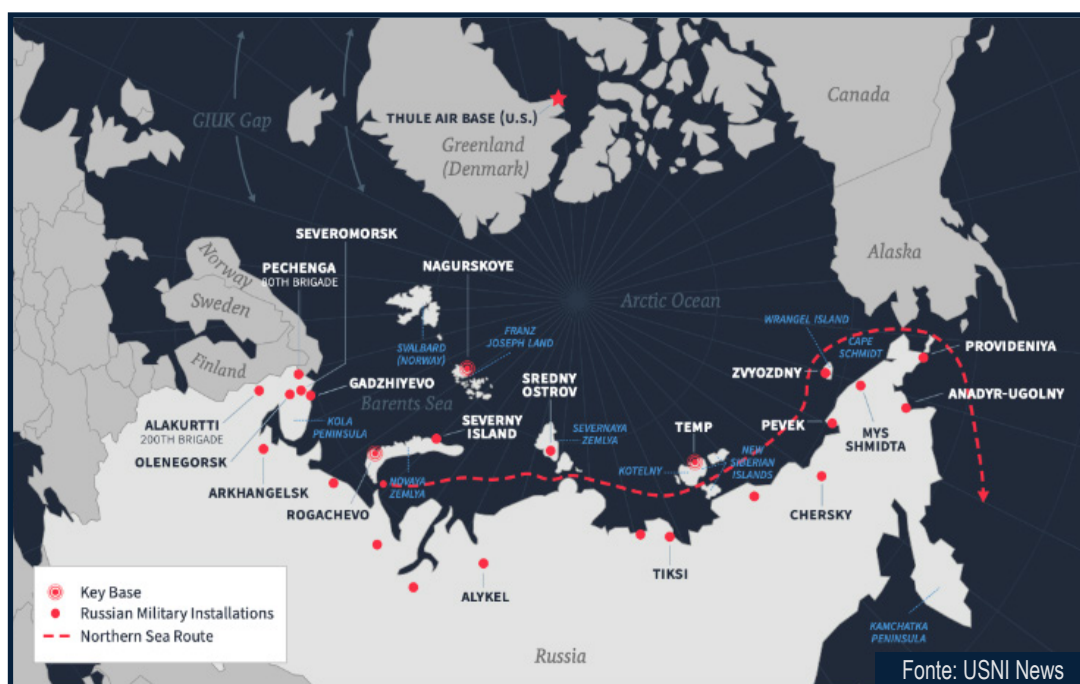 Canada
GIUK Gap
THULE AIR BASE (U.S.)
Greenland
(Denmark)
SEVEROMORSK
Norway
PECHENGA
80TH BRIGADE
NAGURSKOYE
Alaska
Sweden
Arctic Ocean
WRANGEL ISLAND
FRANZ
JOSEPH LAND
SVALBARD
(NORWAY)
CAPE
SCHMIDT
PROVIDENIYA
Finland
ZVYOZDNY
GADZHIYEVO
SREDNY
OSTROV
ANADYR-UGOLNY
Barents Sea
ALAKURTTI
200TH BRIGADE
KOLA
PENINSULA
SEVERNY
ISLAND
SEVERNAYA
ZEMLYA
TEMP
PEVEK
MYS
SHMIDTA
OLENEGORSK
KOTELNY
NEW
SIBERIAN
ISLANDS
ARKHANGELSK
NOVAYA
ZEMLYA
ROGACHEVO
CHERSKY
TIKSI
ALYKEL
Key Base
Russian Military Installations
Northern Sea Route
KAMCHATKA
PENINSULA
Russia
Fonte: USNI News